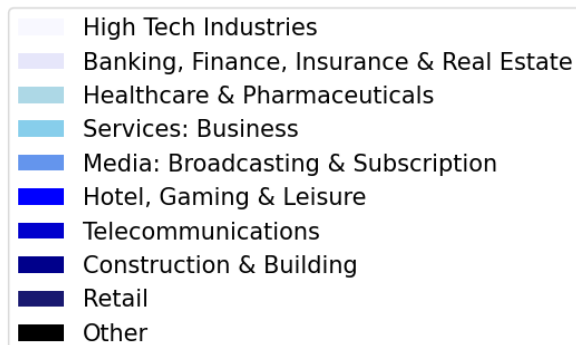 High Tech Industries
Banking, Finance, Insurance & Real Estate
Healthcare & Pharmaceuticals
Services: Business
Media: Broadcasting & Subscription
Hotel, Gaming & Leisure
Telecommunications
Construction & Building
Retail
Other